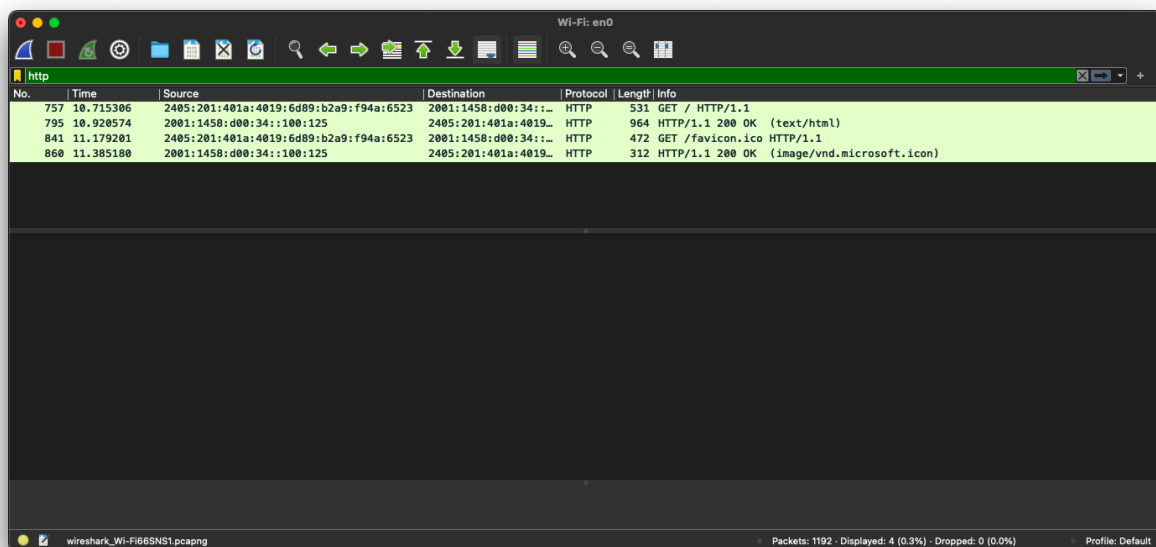 Wi-Fi: en0
http
No. Time Source Destination Protocol Length Info
757 10.715306 2405:201:401a:4019:6d89:b2a9:f94a:6523 2001:1458:d00:34::… HTTP 531 GET / HTTP/1.1
795 10.920574 2001:1458:d00:34::100:125 2405:201:401a:4019… HTTP 964 HTTP/1.1 200 OK (text/html)
841 11.179201 2405:201:401a:4019:6d89:b2a9:f94a:6523 2001:1458:d00:34::… HTTP 472 GET /favicon.ico HTTP/1.1
860 11.385180 2001:1458:d00:34::100:125 2405:201:401a:4019… HTTP 312 HTTP/1.1 200 OK (image/vnd.microsoft.icon)
wireshark_Wi-Fi66SNS1.pcapng Packets: 1192 · Displayed: 4 (0.3%) · Dropped: 0 (0.0%) Profile: Default